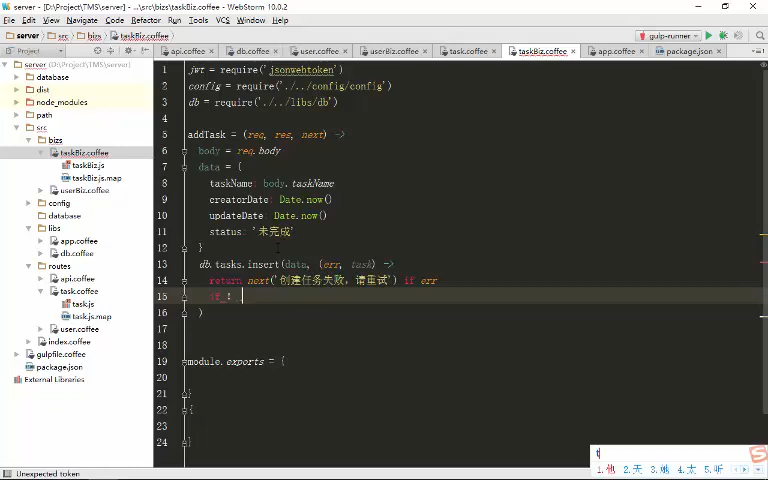 server - [D:\Project\TMS\server] - ...\src\bizs\taskBiz.coffee - WebStorm 10.0.2
File Edit View Navigate Code Refactor Run Tools VCS Window Help
server src bizs taskBiz.coffee gulp-runner
Project api.coffee db.coffee user.coffee userBiz.coffee task.coffee taskBiz.coffee app.coffee package.json
server (D:\Project\TMS\server)
database
dist
node_modules
path
src
bizs
taskBiz.coffee
taskBiz.js
taskBiz.js.map
userBiz.coffee
config
database
libs
app.coffee
db.coffee
routes
api.coffee
task.coffee
task.js
task.js.map
user.coffee
index.coffee
gulpfile.coffee
package.json
External Libraries
1 jwt = require('jsonwebtoken')
2 config = require('./../config/config')
3 db = require('./../libs/db')
4
5 addTask = (req, res, next) ->
6 body = req.body
7 data = {
8 taskName: body.taskName
9 creatorDate: Date.now()
10 updateDate: Date.now()
11 status: '未完成'
12 }
13 db.tasks.insert(data, (err, task) ->
14 return next('创建任务失败，请重试') if err
15 if !
16 )
17
18
19 module.exports = {
20
21 }
22 {
23
24 }
t
1.他 2.天 3.她 4.太 5.听
Unexpected token